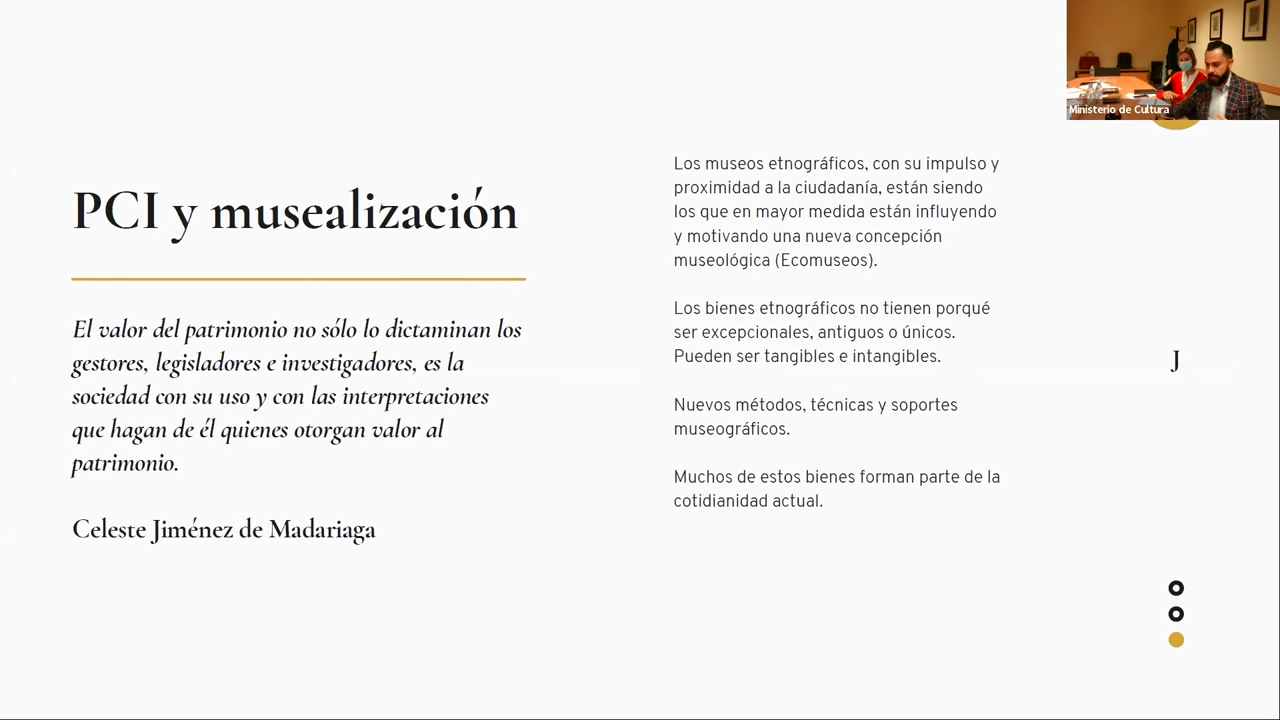 PCI y musealización
El valor del patrimonio no sólo lo dictaminan los
gestores, legisladores e investigadores, es la
sociedad con su uso y con las interpretaciones
que hagan de él quienes otorgan valor al
patrimonio.
Celeste Jiménez de Madariaga
Los museos etnográficos, con su impulso y
proximidad a la ciudadanía, están siendo
los que en mayor medida están influyendo
y motivando una nueva concepción
museológica (Ecomuseos).
Los bienes etnográficos no tienen porqué
ser excepcionales, antiguos o únicos.
Pueden ser tangibles e intangibles.
Nuevos métodos, técnicas y soportes
museográficos.
Muchos de estos bienes forman parte de la
cotidianidad actual.
Ministerio de Cultura
J